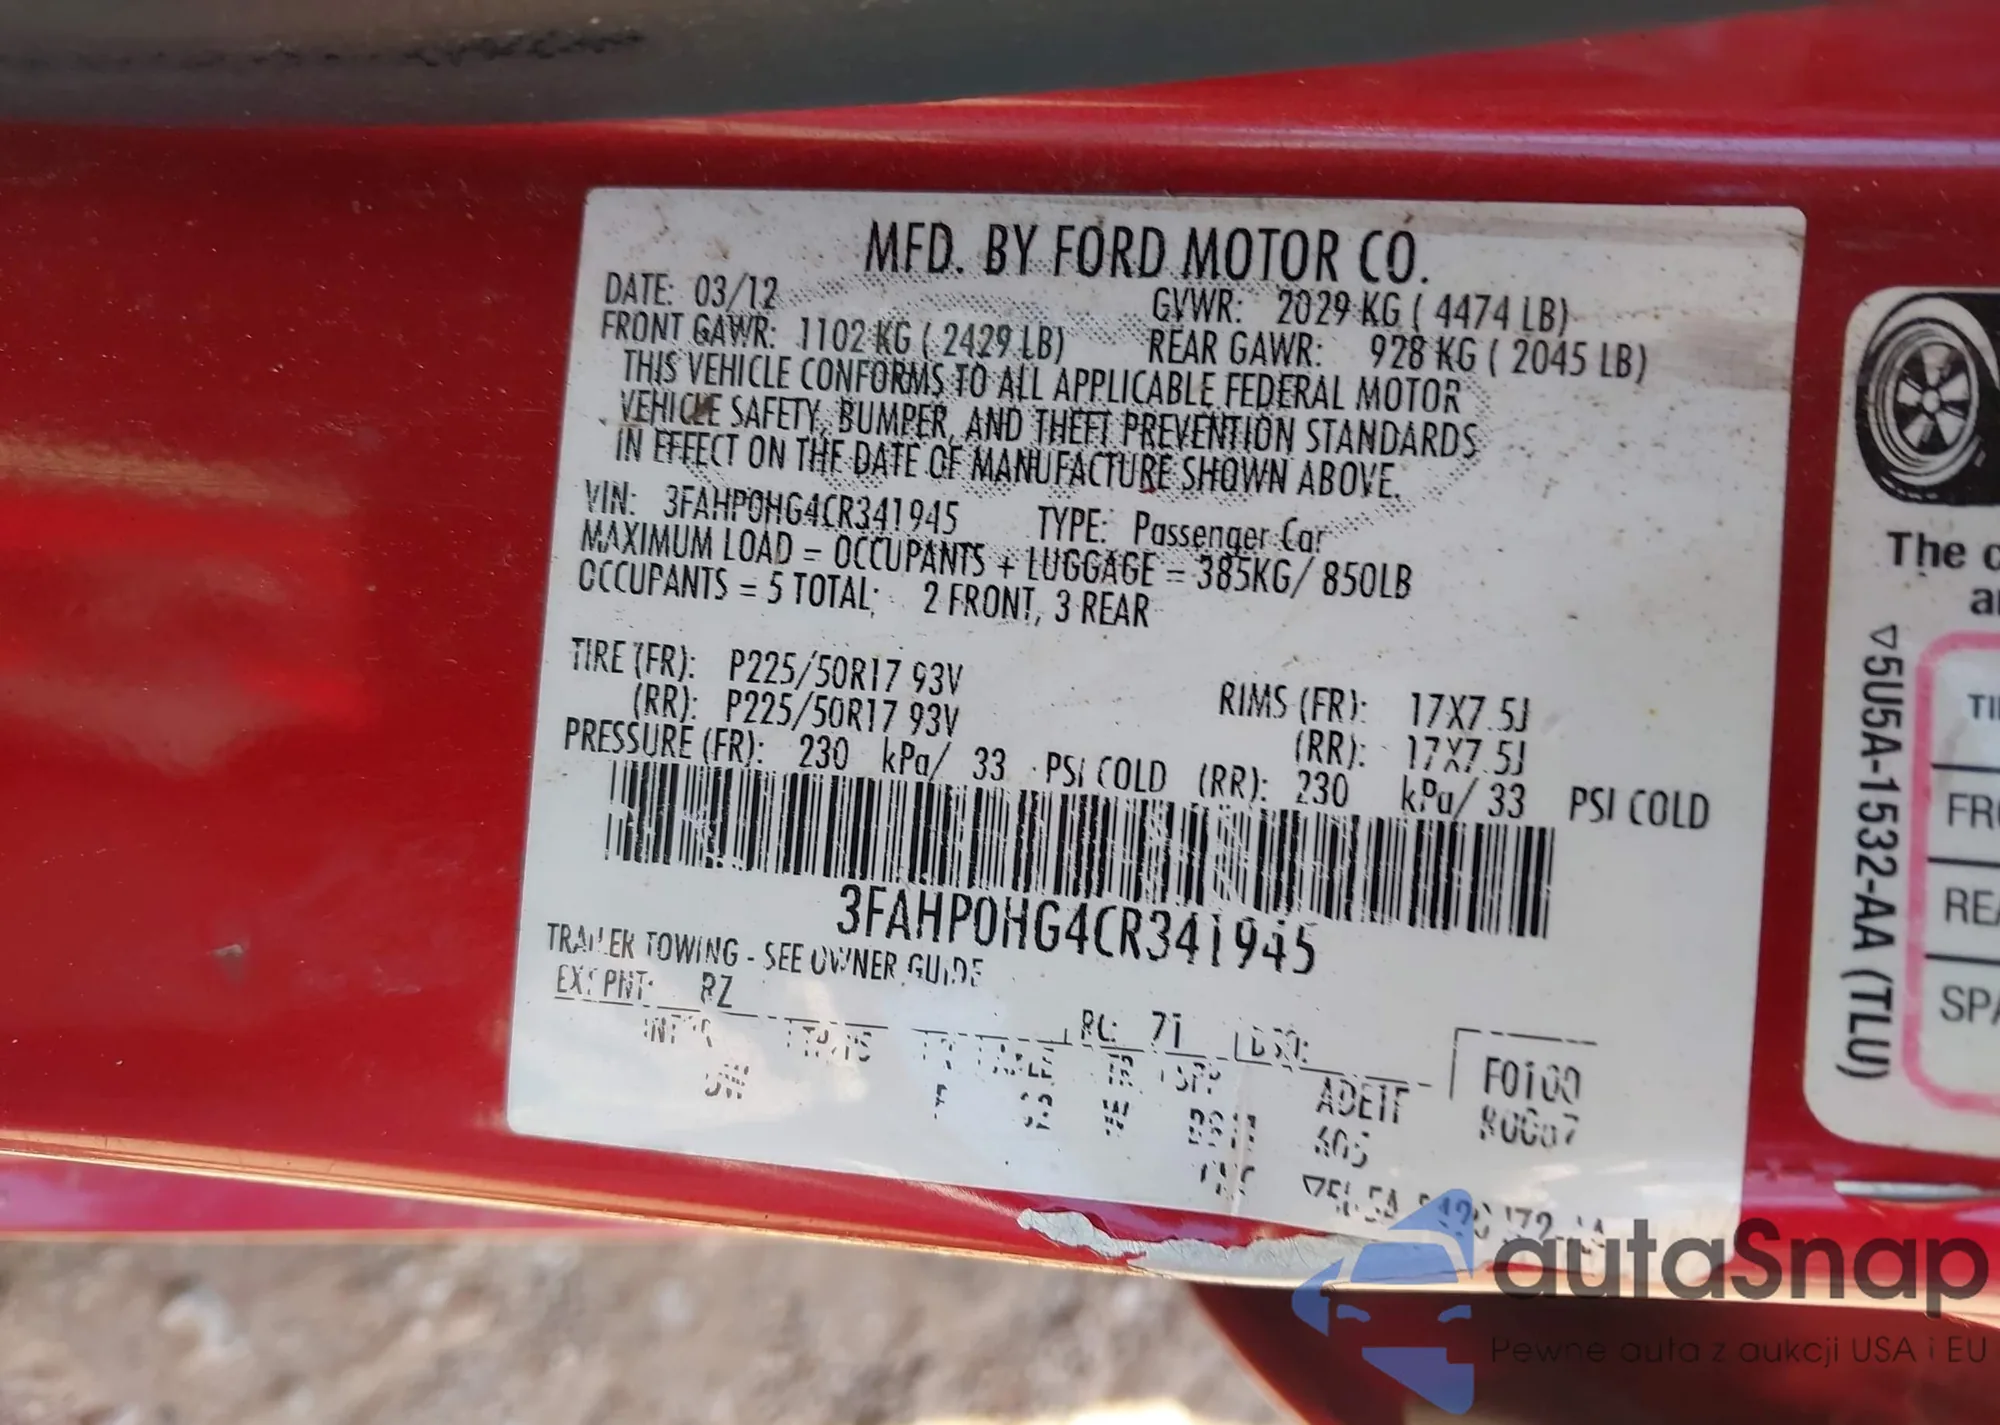 MFD. BY FORD MOTOR CO.
DATE: 03/12 GVWR: 2029 KG ( 4474 LB)
FRONT GAWR: 1102 KG ( 2429 LB) REAR GAWR: 928 KG ( 2045 LB)
THIS VEHICLE CONFORMS TO ALL APPLICABLE FEDERAL MOTOR
VEHICLE SAFETY, BUMPER, AND THEFT PREVENTION STANDARDS
IN EFFECT ON THE DATE OF MANUFACTURE SHOWN ABOVE.
VIN: 3FAHP0HG4CR341945 TYPE: Passenger Car
MAXIMUM LOAD = OCCUPANTS + LUGGAGE = 385KG/ 850LB
OCCUPANTS = 5 TOTAL; 2 FRONT, 3 REAR
TIRE (FR): P225/50R17 93V RIMS (FR): 17X7.5J
(RR): P225/50R17 93V (RR): 17X7.5J
PRESSURE (FR): 230 kPa/ 33 PSI COLD (RR): 230 kPa/ 33 PSI COLD
3FAHP0HG4CR341945
TRAILER TOWING - SEE OWNER GUIDE
EXT PNT: RZ RC: 71 DSO:
F0100
The
▽5U5A-1532-AA (TLU)
autaSnap
Pewne auta z aukcji USA i EU